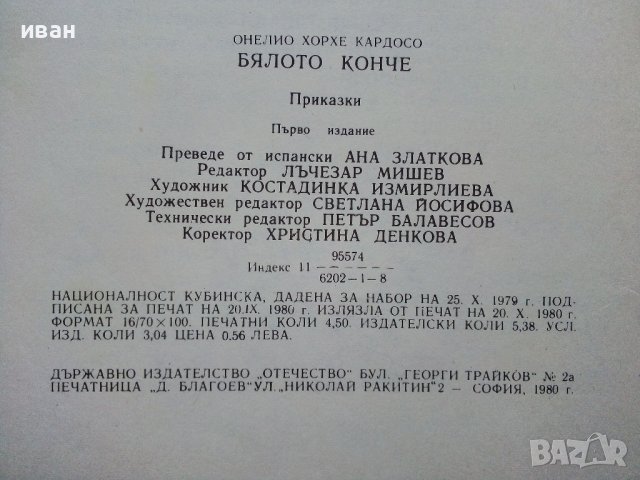 иван
ОНЕЛИО ХОРХЕ КАРДОСО
БЯЛОТО КОНЧЕ
Приказки
Първо издание
Преведе от испански АНА ЗЛАТКОВА
Редактор ЛЪЧЕЗАР МИШЕВ
Художник КОСТАДИНКА ИЗМИРЛИЕВА
Художествен редактор СВЕТЛАНА ЙОСИФОВА
Технически редактор ПЕТЪР БАЛАВЕСОВ
Коректор ХРИСТИНА ДЕНКОВА
95574
Индекс 11 — — — — — —
6202—1—8
НАЦИОНАЛНОСТ КУБИНСКА, ДАДЕНА ЗА НАБОР НА 25. X. 1979 г. ПОД-
ПИСАНА ЗА ПЕЧАТ НА 20.IX. 1980 г. ИЗЛЯЗЛА ОТ ПЕЧАТ НА 20. X. 1980 г.
ФОРМАТ 16/70×100. ПЕЧАТНИ КОЛИ 4,50. ИЗДАТЕЛСКИ КОЛИ 5,38. УСЛ.
ИЗД. КОЛИ 3,04 ЦЕНА 0,56 ЛЕВА.
ДЪРЖАВНО ИЗДАТЕЛСТВО „ОТЕЧЕСТВО" БУЛ. „ГЕОРГИ ТРАЙКОВ" № 2а
ПЕЧАТНИЦА „Д. БЛАГОЕВ"УЛ.„НИКОЛАЙ РАКИТИН"2 — СОФИЯ, 1980 г.
BAZAR